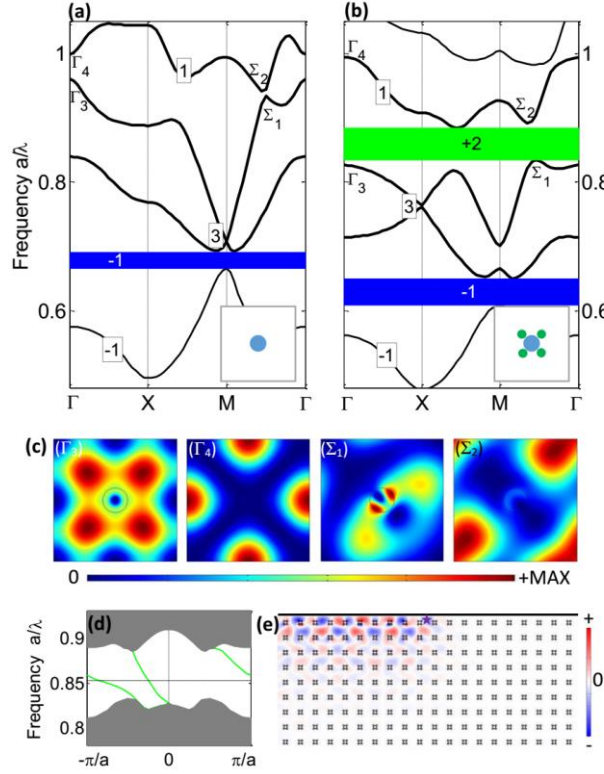 (a)
(b)
1
Γ4
Γ3
1
Σ2
Σ1
3
-1
-1
0.8
0.6
Frequency a/λ
Γ X M Γ
1
Γ4
1
Σ2
+2
Γ3
3
Σ1
-1
-1
1
0.8
0.6
Γ X M Γ
(c)
(Γ3)
(Γ4)
(Σ1)
(Σ2)
0
+MAX
(d)
(e)
Frequency a/λ
0.9
0.85
0.8
-π/a 0 π/a
+
0
-